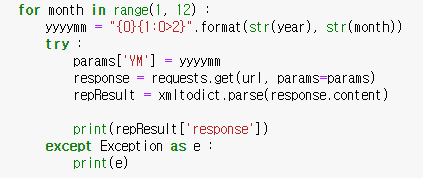 for month in range(1, 12) :
    yyyymm = "{0}{1:0>2}".format(str(year), str(month))
    try :
        params['YM'] = yyyymm
        response = requests.get(url, params=params)
        repResult = xmltodict.parse(response.content)

        print(repResult['response'])
    except Exception as e :
        print(e)